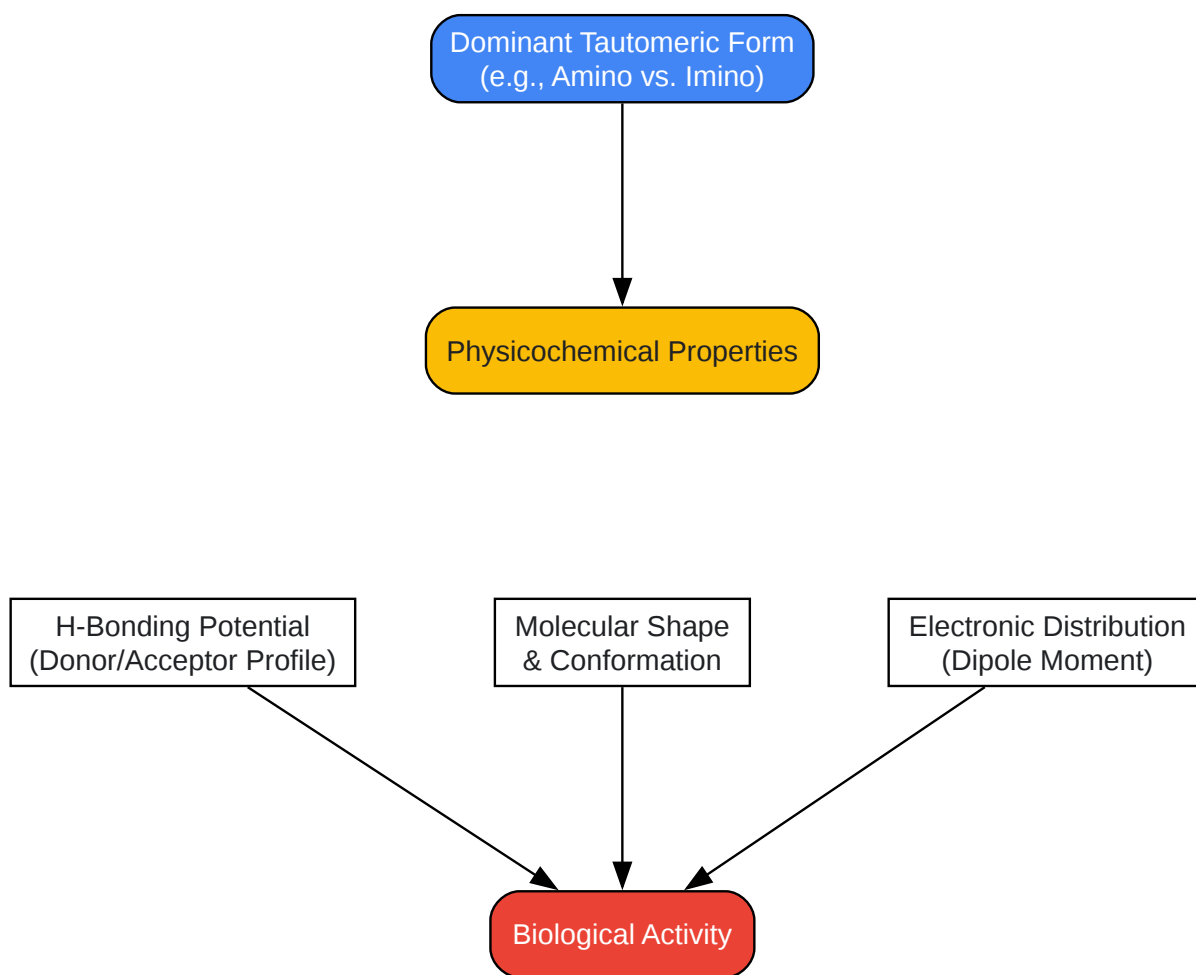 Dominant Tautomeric Form
(e.g., Amino vs. Imino)
Physicochemical Properties
H-Bonding Potential
(Donor/Acceptor Profile)
Molecular Shape
& Conformation
Electronic Distribution
(Dipole Moment)
Biological Activity